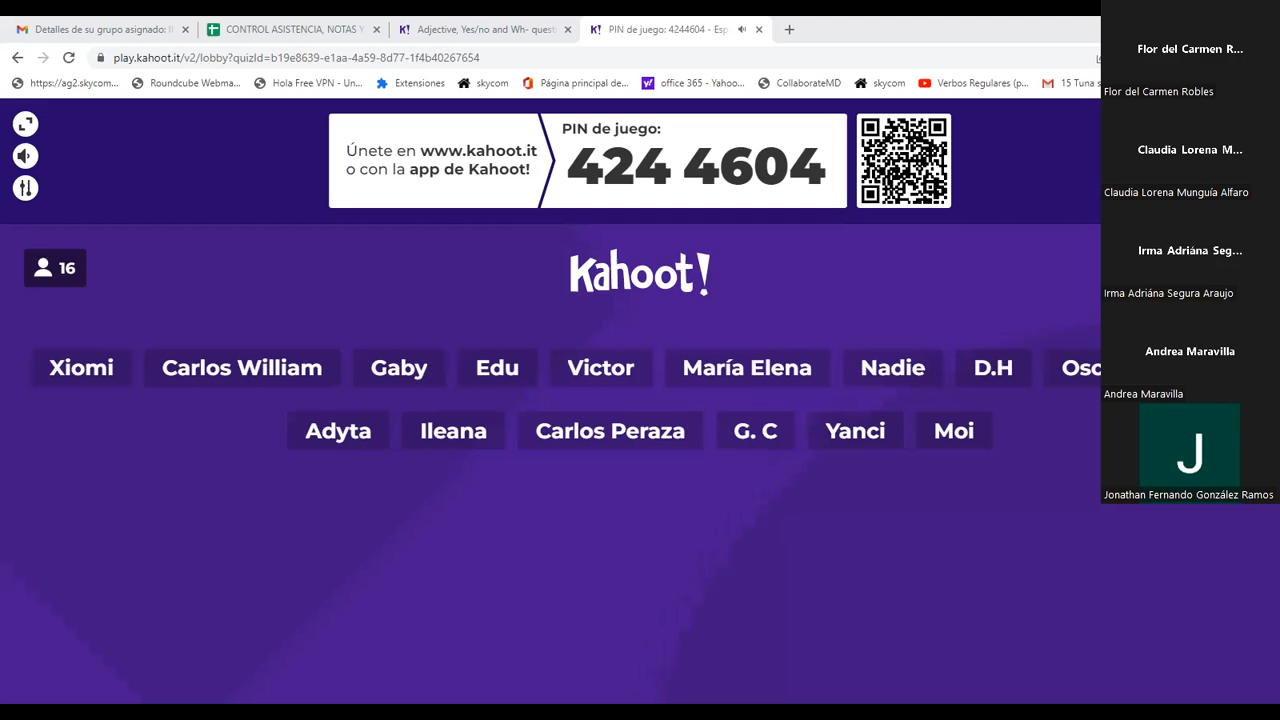 Detalles de su grupo asignado: I
CONTROL ASISTENCIA, NOTAS Y
Adjective, Yes/no and Wh- questi
PIN de juego: 4244604 - Esp
play.kahoot.it/v2/lobby?quizId=b19e8639-e1aa-4a59-8d77-1f4b40267654
https://ag2.skycom...
Roundcube Webma...
Hola Free VPN - Un...
Extensiones
skycom
Página principal de...
office 365 - Yahoo...
CollaborateMD
skycom
Verbos Regulares (p...
15 Tuna s
Únete en www.kahoot.it
o con la app de Kahoot!
PIN de juego:
424 4604
16
Kahoot!
Xiomi
Carlos William
Gaby
Edu
Victor
María Elena
Nadie
D.H
Osc
Adyta
Ileana
Carlos Peraza
G. C
Yanci
Moi
Flor del Carmen R...
Flor del Carmen Robles
Claudia Lorena M...
Claudia Lorena Munguía Alfaro
Irma Adriána Seg...
Irma Adriána Segura Araujo
Andrea Maravilla
Andrea Maravilla
J
Jonathan Fernando González Ramos